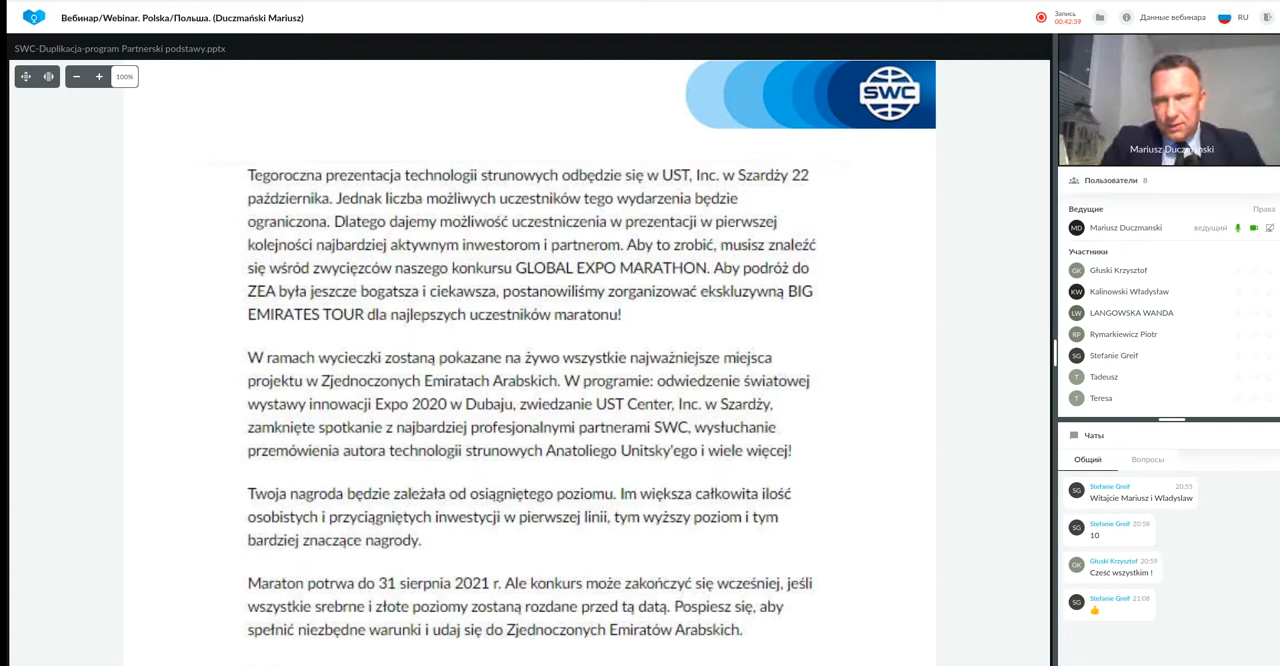 Вебинар/Webinar. Polska/Польша. (Duczmański Mariusz)
Запись
00:42:39
Данные вебинара
RU
SWC-Duplikacja-program Partnerski podstawy.pptx
100%
SWC
Tegoroczna prezentacja technologii strunowych odbędzie się w UST, Inc. w Szardży 22
października. Jednak liczba możliwych uczestników tego wydarzenia będzie
ograniczona. Dlatego dajemy możliwość uczestniczenia w prezentacji w pierwszej
kolejności najbardziej aktywnym inwestorom i partnerom. Aby to zrobić, musisz znaleźć
się wśród zwycięzców naszego konkursu GLOBAL EXPO MARATHON. Aby podróż do
ZEA była jeszcze bogatsza i ciekawsza, postanowiliśmy zorganizować ekskluzywną BIG
EMIRATES TOUR dla najlepszych uczestników maratonu!
W ramach wycieczki zostaną pokazane na żywo wszystkie najważniejsze miejsca
projektu w Zjednoczonych Emiratach Arabskich. W programie: odwiedzenie światowej
wystawy innowacji Expo 2020 w Dubaju, zwiedzanie UST Center, Inc. w Szardży,
zamknięte spotkanie z najbardziej profesjonalnymi partnerami SWC, wysłuchanie
przemówienia autora technologii strunowych Anatoliego Unitsky'ego i wiele więcej!
Twoja nagroda będzie zależała od osiągniętego poziomu. Im większa całkowita ilość
osobistych i przyciągniętych inwestycji w pierwszej linii, tym wyższy poziom i tym
bardziej znaczące nagrody.
Maraton potrwa do 31 sierpnia 2021 r. Ale konkurs może zakończyć się wcześniej, jeśli
wszystkie srebrne i złote poziomy zostaną rozdane przed tą datą. Pospiesz się, aby
spełnić niezbędne warunki i udaj się do Zjednoczonych Emiratów Arabskich.
Mariusz Duczmanski
Пользователи 8
Ведущие Права
MD Mariusz Duczmanski ведущий
Участники
GK Głuski Krzysztof
KW Kalinowski Władysław
LW LANGOWSKA WANDA
RP Rymarkiewicz Piotr
SG Stefanie Greif
T Tadeusz
T Teresa
Чаты
Общий Вопросы
SG Stefanie Greif 20:55
Witajcie Mariusz i Wladyslaw
SG Stefanie Greif 20:58
10
GK Głuski Krzysztof 20:59
Cześć wszystkim !
SG Stefanie Greif 21:08
👍